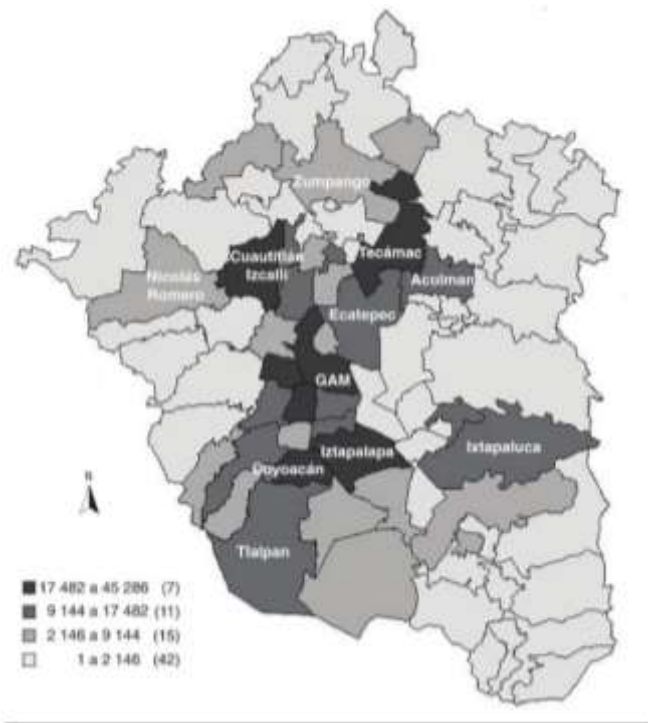 Zumpango
Cuautitlán
Izcalli
Tecámac
Nicolás
Romero
Acolman
Ecatepec
GAM
Iztapalapa
Ixtapaluca
Coyoacán
Tlalpan
N
17 482 a 45 286 (7)
9 144 a 17 482 (11)
2 146 a 9 144 (15)
1 a 2 146 (42)